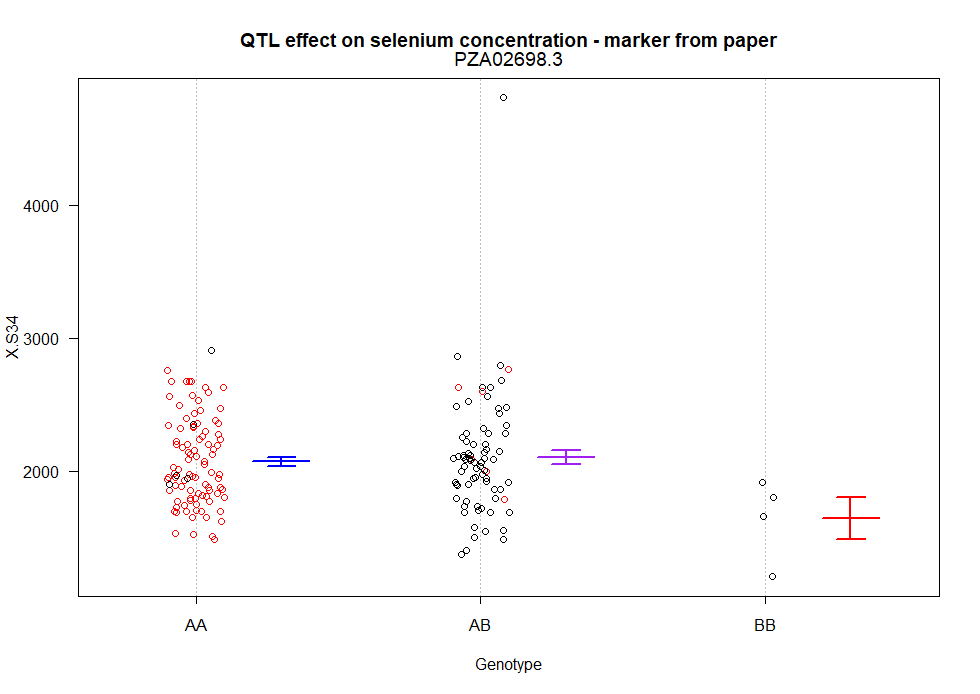 QTL effect on selenium concentration - marker from paper
PZA02698.3
4000
3000
2000
X.S34
AA
AB
BB
Genotype